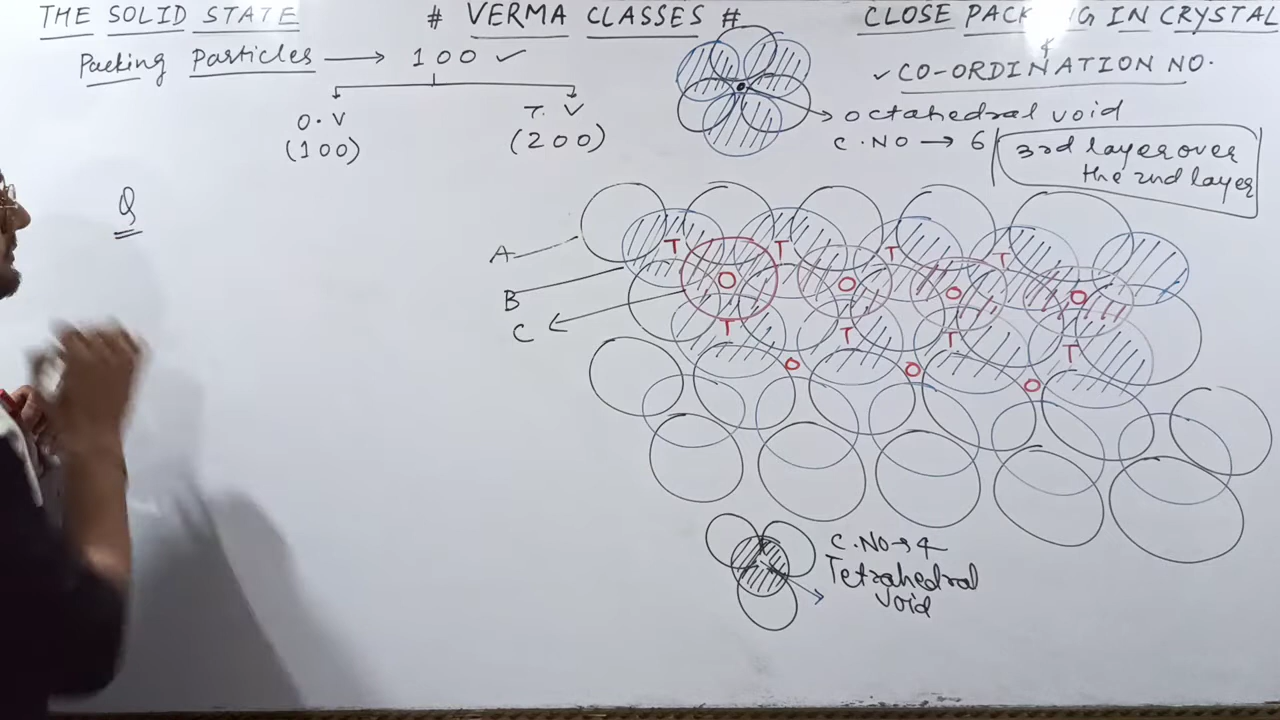 THE SOLID STATE
# VERMA CLASSES #
CLOSE PACKING IN CRYSTAL
&
CO-ORDINATION NO.
Packing Particles → 100 ✓
O.V
(100)
T.V
(200)
octahedral void
C.NO → 6
3rd layer over
the 2nd layer
Q
A
B
C
T T T T
O O O O
T T T T
O O O
C.NO → 4
Tetrahedral
void